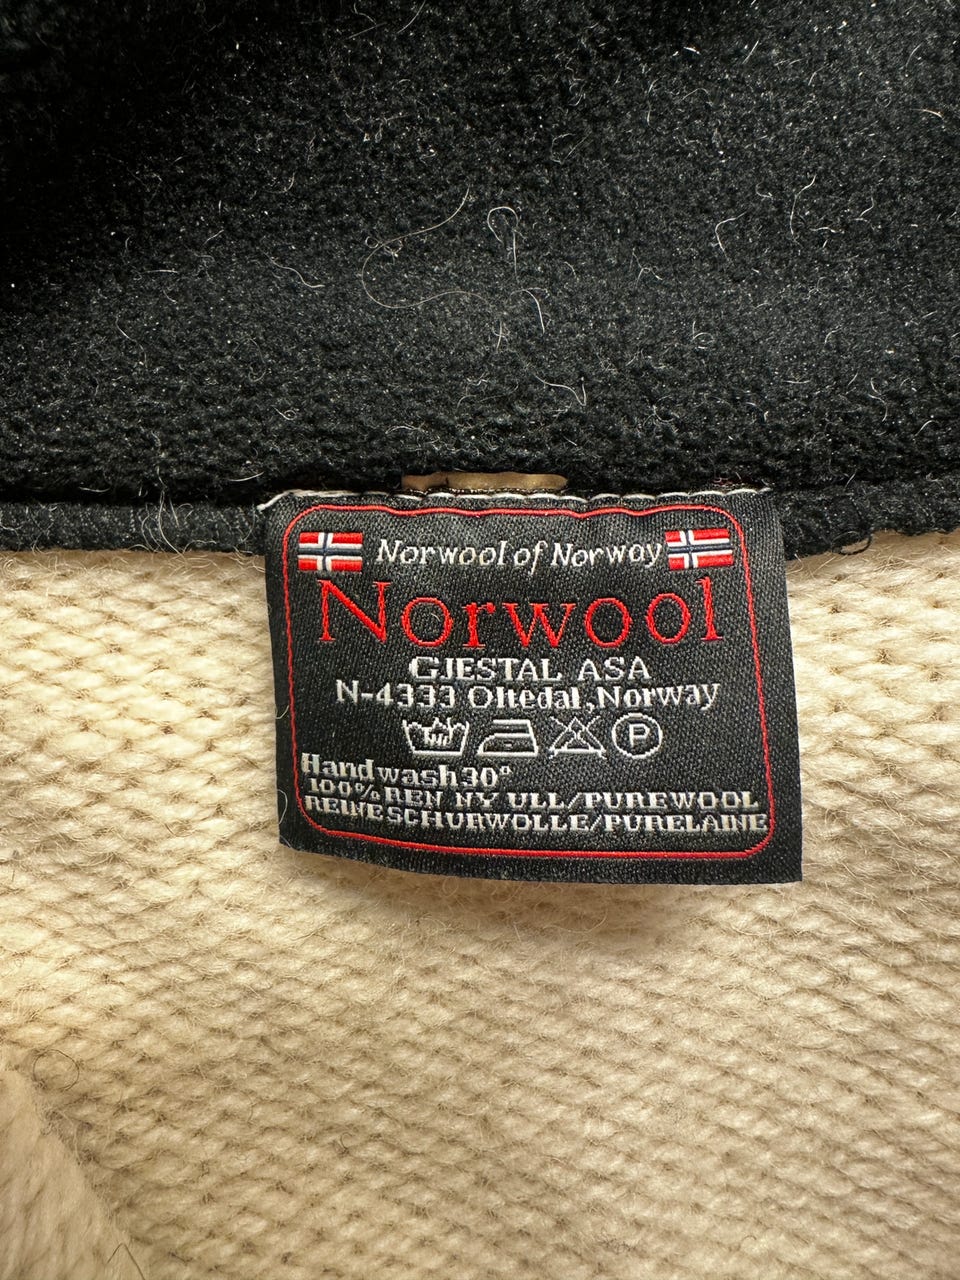 Norwool of Norway
Norwool
GJESTAL ASA
N-4333 Oltedal, Norway
P
Handwash 30°
100% REN NY ULL/PUREWOOL
REINESCHURWOLLE/PURELAINE